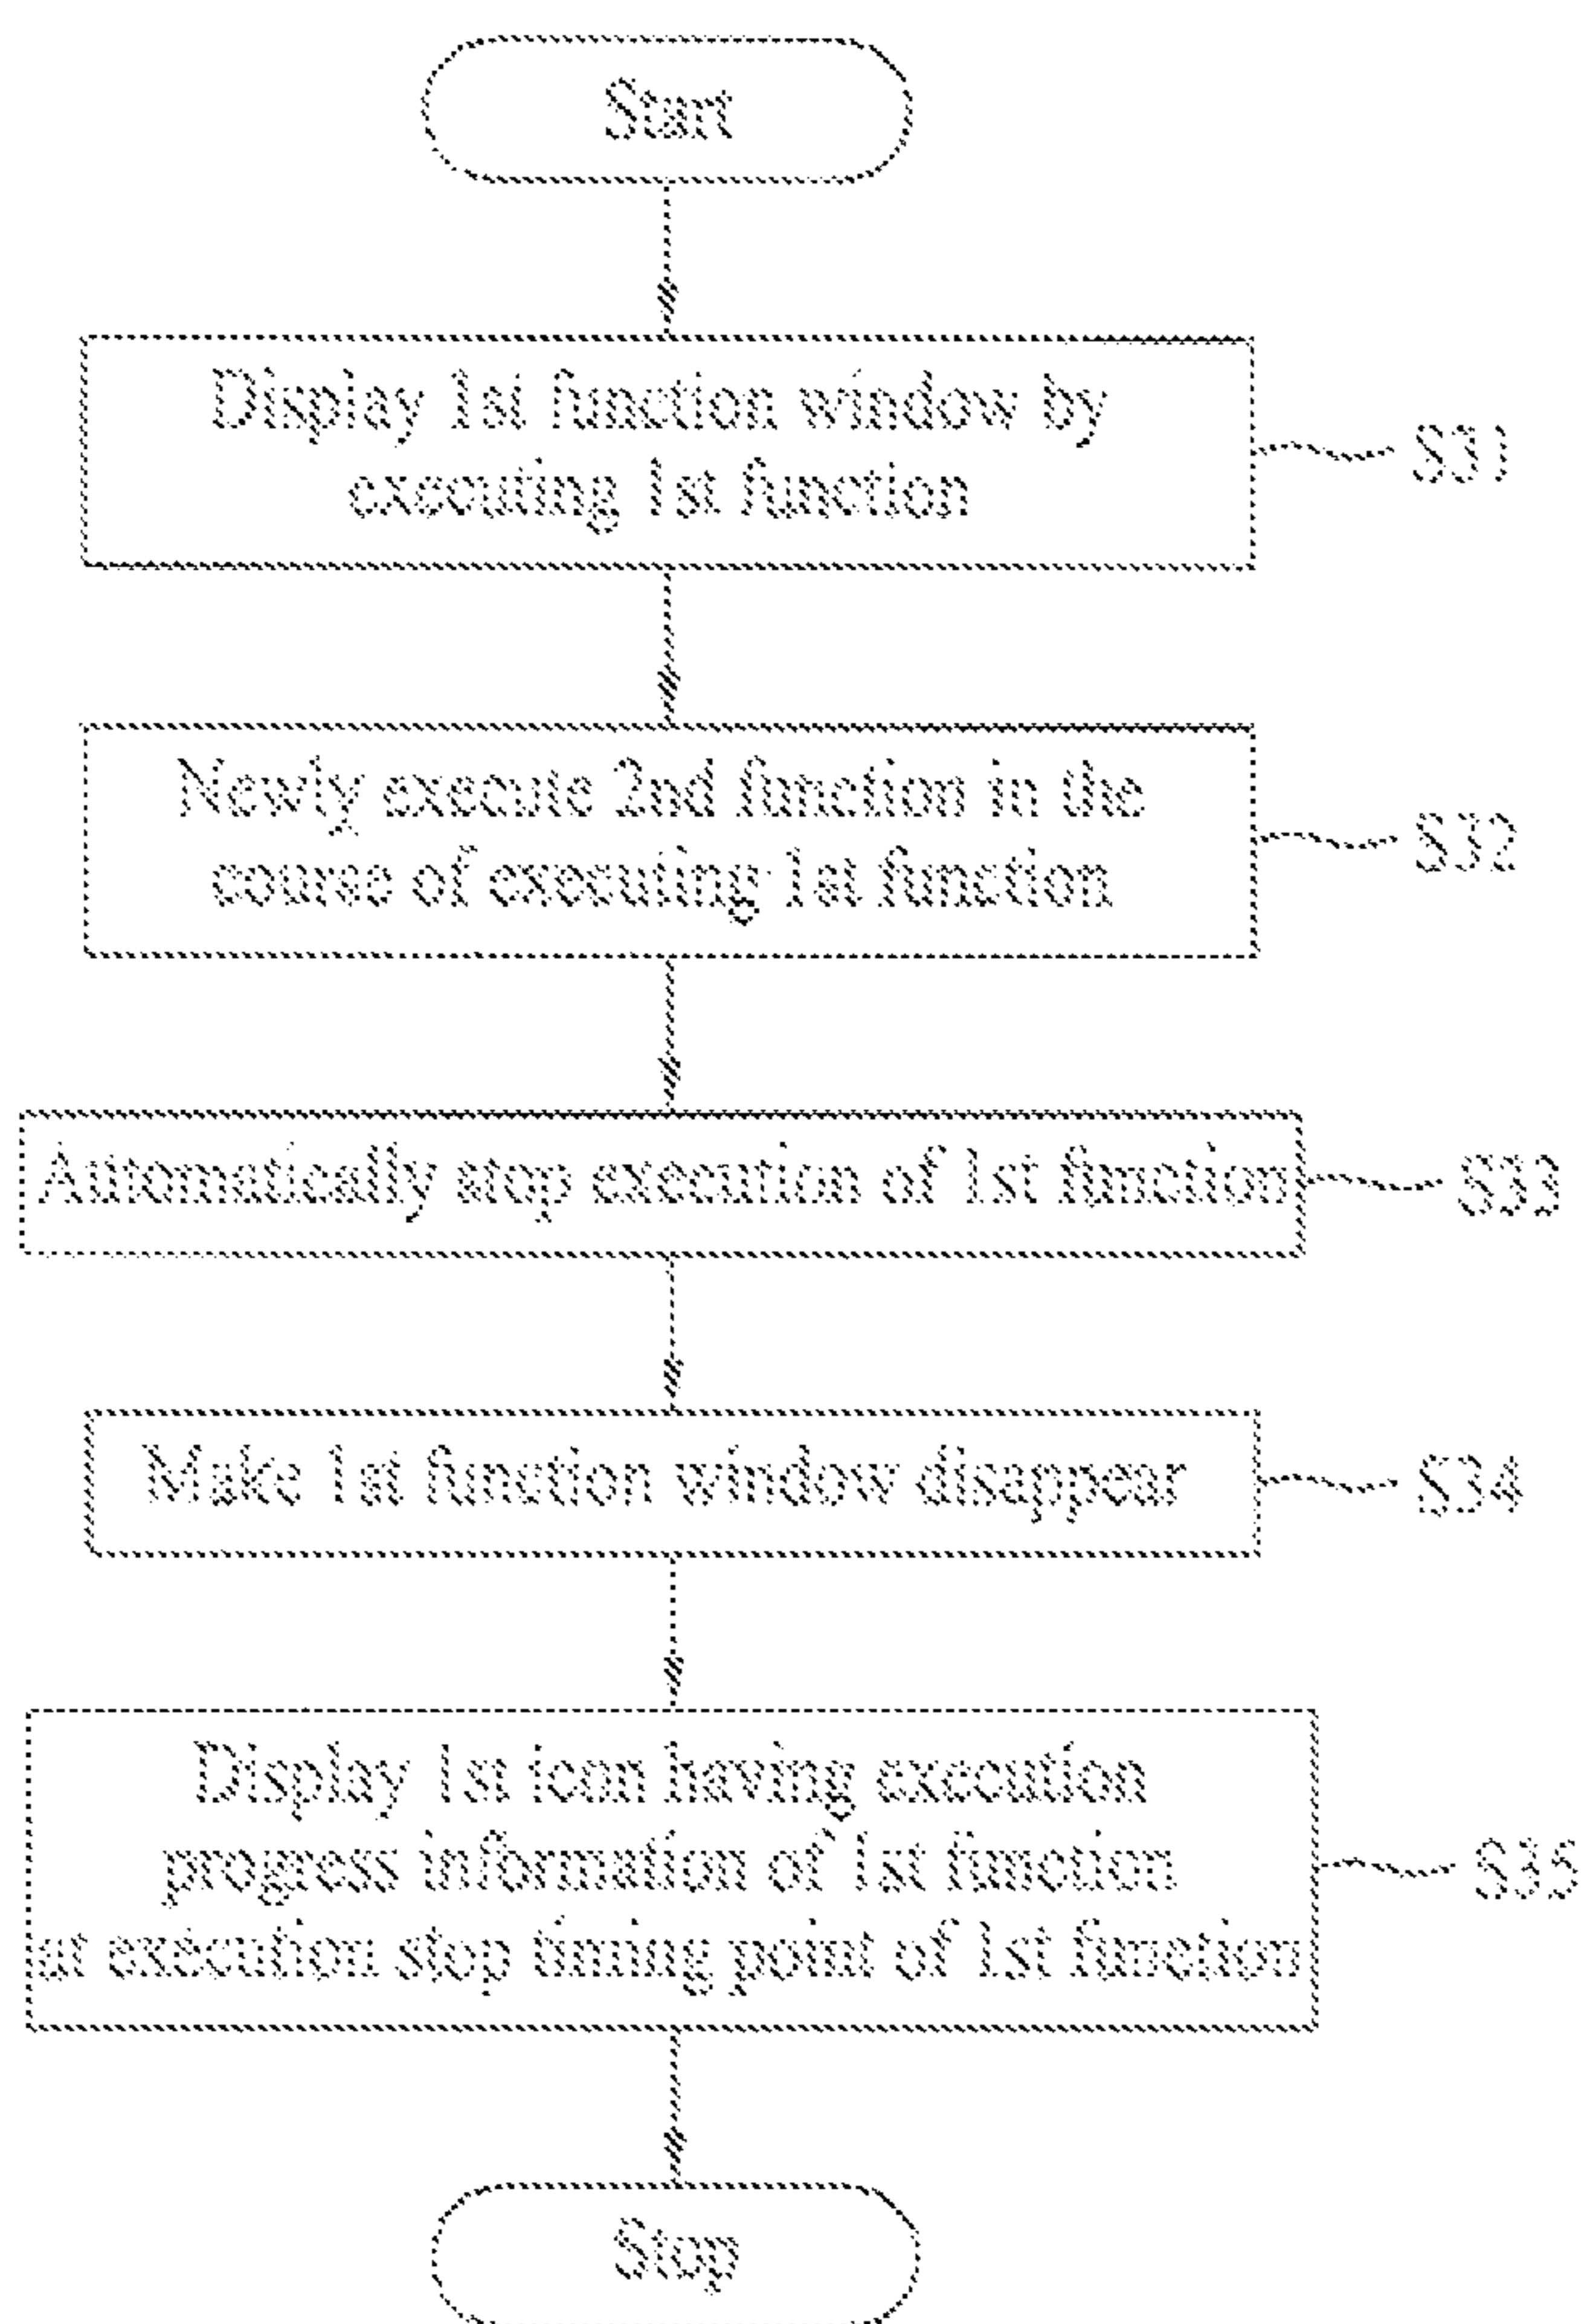 Start
Display 1st function window by
executing 1st function
S31
Newly execute 2nd function in the
course of executing 1st function
S32
Automatically stop execution of 1st function
S33
Make 1st function window disappear
S34
Display 1st icon having execution
progress information of 1st function
at execution stop timing point of 1st function
S35
Stop